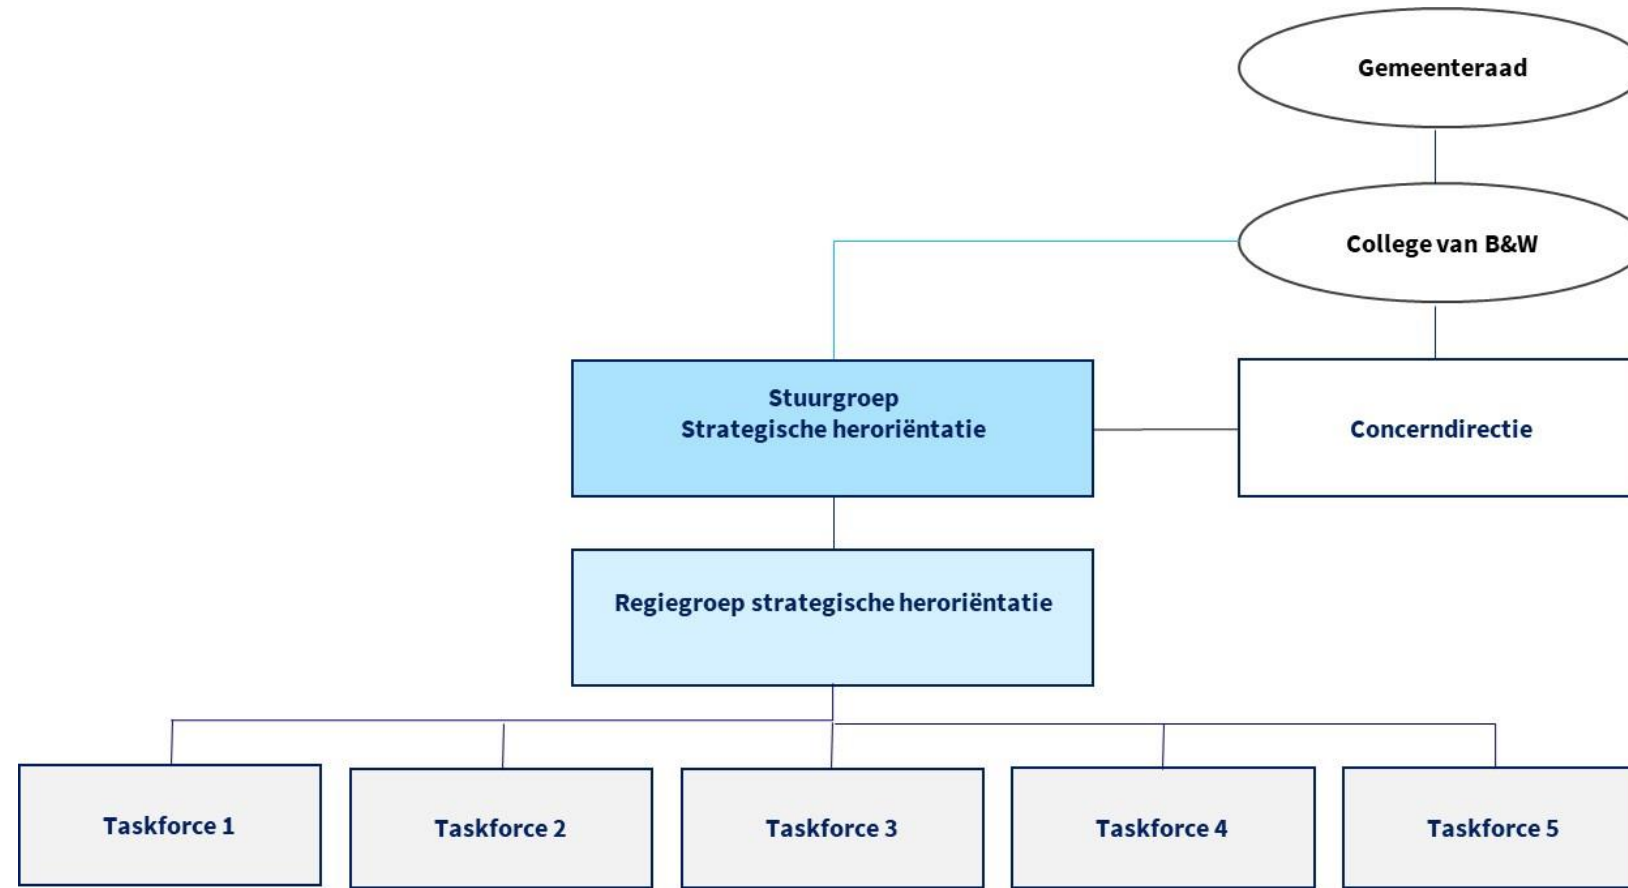 Gemeenteraad
College van B&W
Stuurgroep
Strategische heroriëntatie
Concerndirectie
Regiegroep strategische heroriëntatie
Taskforce 1
Taskforce 2
Taskforce 3
Taskforce 4
Taskforce 5